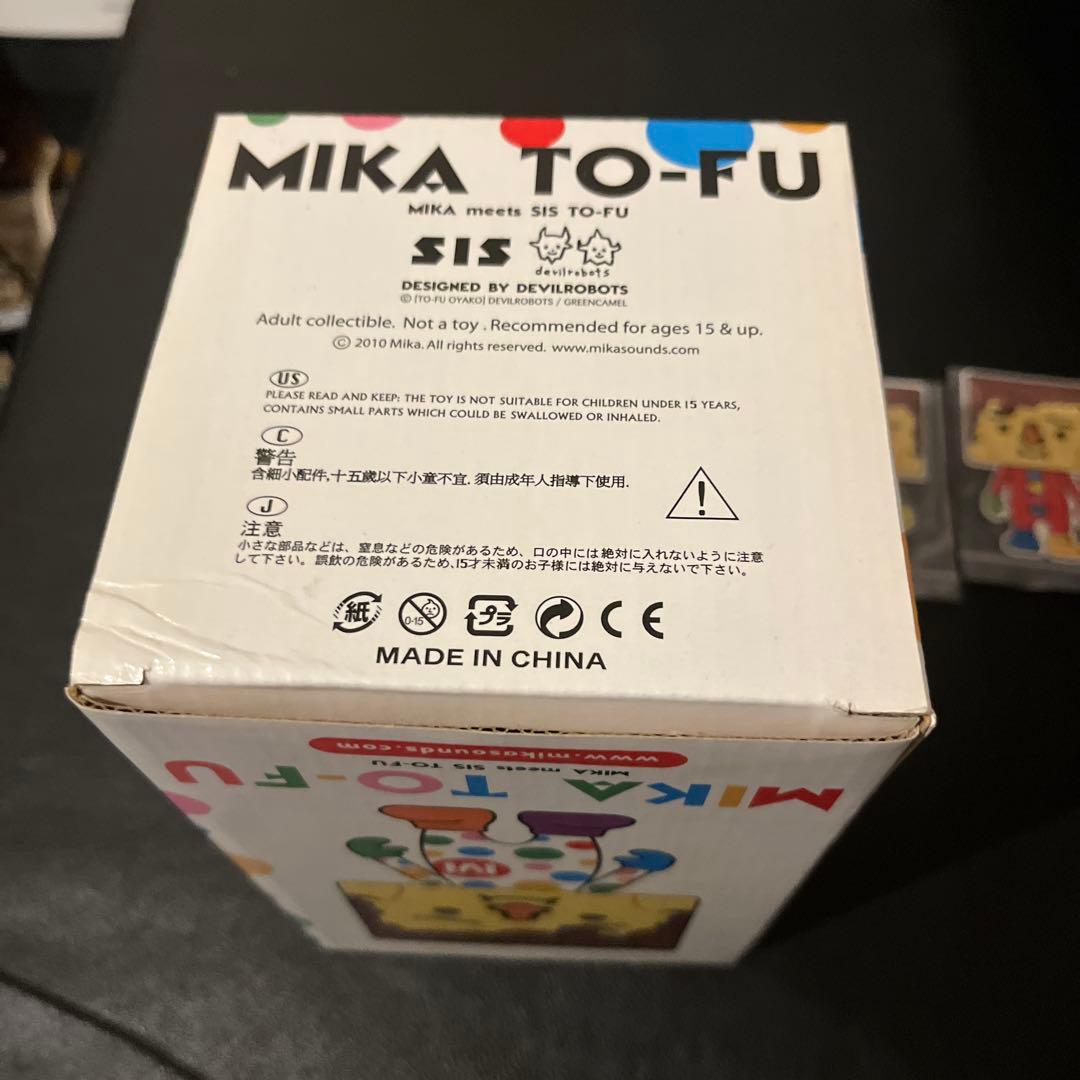 MIKA TO-FU
MIKA meets SIS TO-FU
SIS
devilrobots
DESIGNED BY DEVILROBOTS
© [TO-FU OYAKO] DEVILROBOTS / GREENCAMEL
Adult collectible. Not a toy . Recommended for ages 15 & up.
© 2010 Mika. All rights reserved. www.mikasounds.com
US
PLEASE READ AND KEEP: THE TOY IS NOT SUITABLE FOR CHILDREN UNDER 15 YEARS,
CONTAINS SMALL PARTS WHICH COULD BE SWALLOWED OR INHALED.
C
警告
含細小配件,十五歲以下小童不宜. 須由成年人指導下使用.
!
J
注意
小さな部品などは、窒息などの危険があるため、口の中には絶対に入れないように注意
して下さい。誤飲の危険があるため、15才未満のお子様には絶対に与えないで下さい。
紙
0-15
プラ
CE
MADE IN CHINA
www.mikasounds.com
MIKA meets SIS TO-FU
MIKA TO-FU